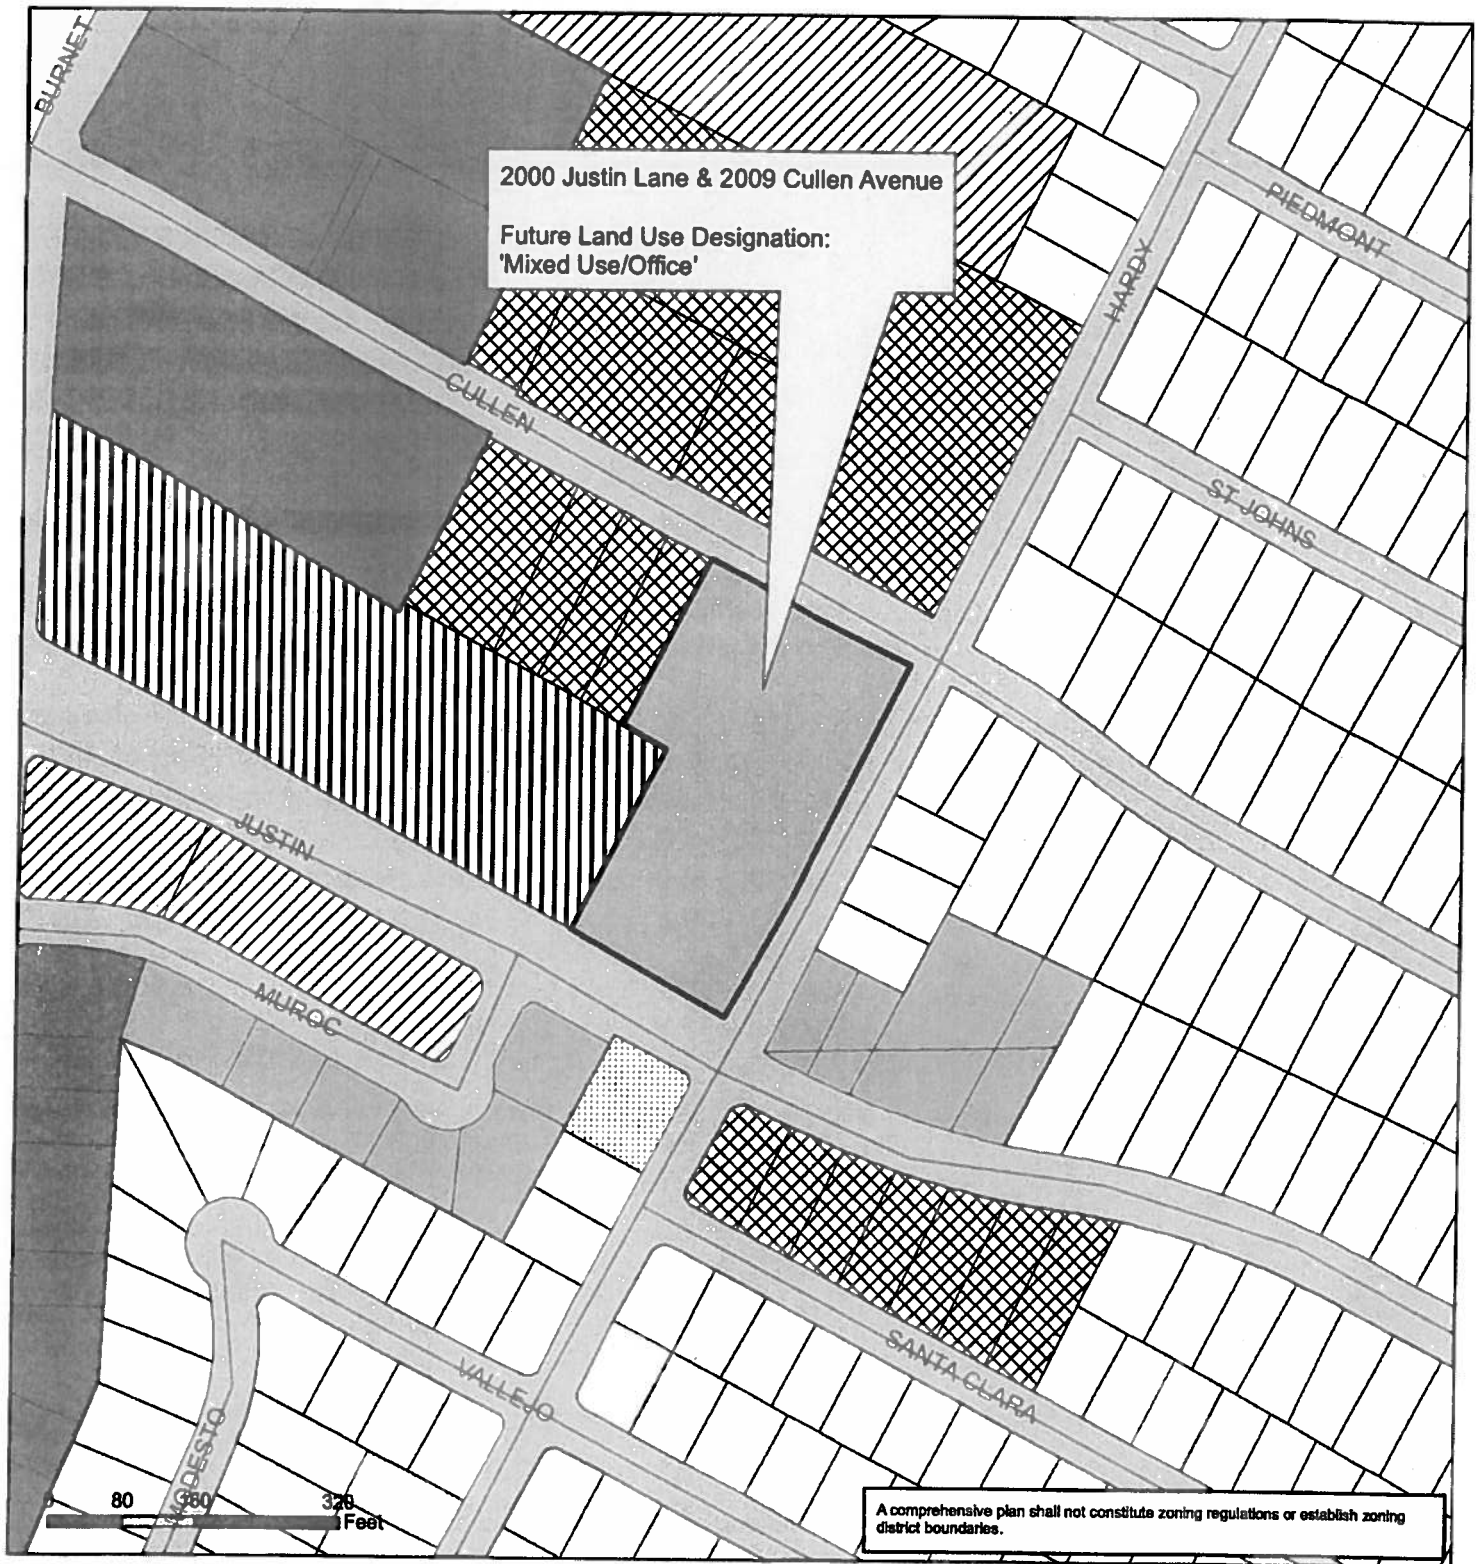 BURNET
2000 Justin Lane & 2009 Cullen Avenue
Future Land Use Designation:
'Mixed Use/Office'
PIEDMONT
HARDY
CULLEN
ST JOHNS
JUSTIN
MUROC
SANTA CLARA
VALLEJO
MODESTO
0 80 160 320
Feet
A comprehensive plan shall not constitute zoning regulations or establish zoning
district boundaries.